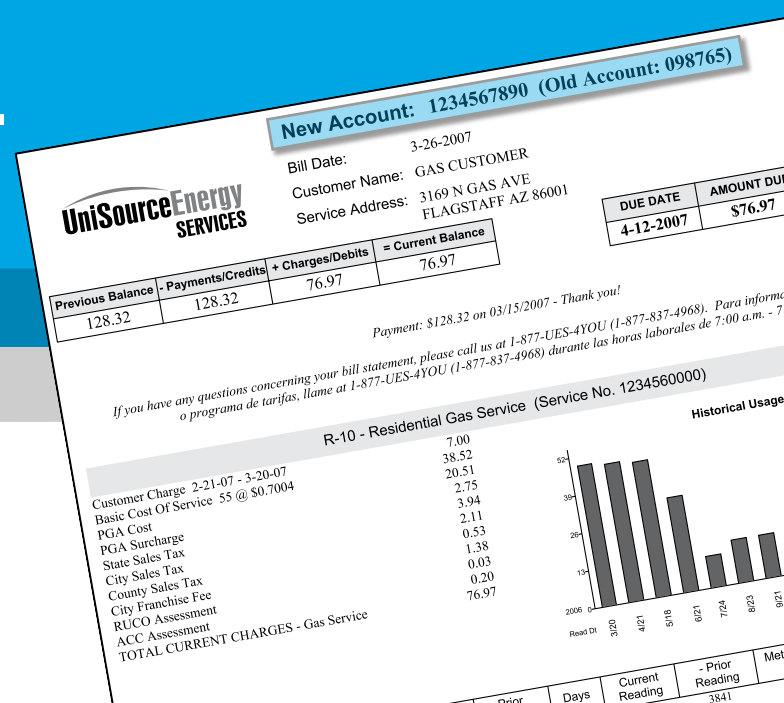 New Account: 1234567890 (Old Account: 098765)
Bill Date: 3-26-2007
Customer Name: GAS CUSTOMER
Service Address: 3169 N GAS AVE
FLAGSTAFF AZ 86001
UniSourceEnergy
SERVICES
DUE DATE AMOUNT DUE
4-12-2007 $76.97
Previous Balance - Payments/Credits + Charges/Debits = Current Balance
128.32 128.32 76.97 76.97
Payment: $128.32 on 03/15/2007 - Thank you!
If you have any questions concerning your bill statement, please call us at 1-877-UES-4YOU (1-877-837-4968). Para informa
o programa de tarifas, llame at 1-877-UES-4YOU (1-877-837-4968) durante las horas laborales de 7:00 a.m. - 7
R-10 - Residential Gas Service (Service No. 1234560000)
Customer Charge 2-21-07 - 3-20-07 7.00
Basic Cost Of Service 55 @ $0.7004 38.52
PGA Cost 20.51
PGA Surcharge 2.75
State Sales Tax 3.94
City Sales Tax 2.11
County Sales Tax 0.53
City Franchise Fee 1.38
RUCO Assessment 0.03
ACC Assessment 0.20
TOTAL CURRENT CHARGES - Gas Service 76.97
Historical Usage
52
39
26
13
2006 0
Read Dt 3/20 4/21 5/18 6/21 7/24 8/23 9/21
Prior Days Current Reading - Prior Reading Met
3841